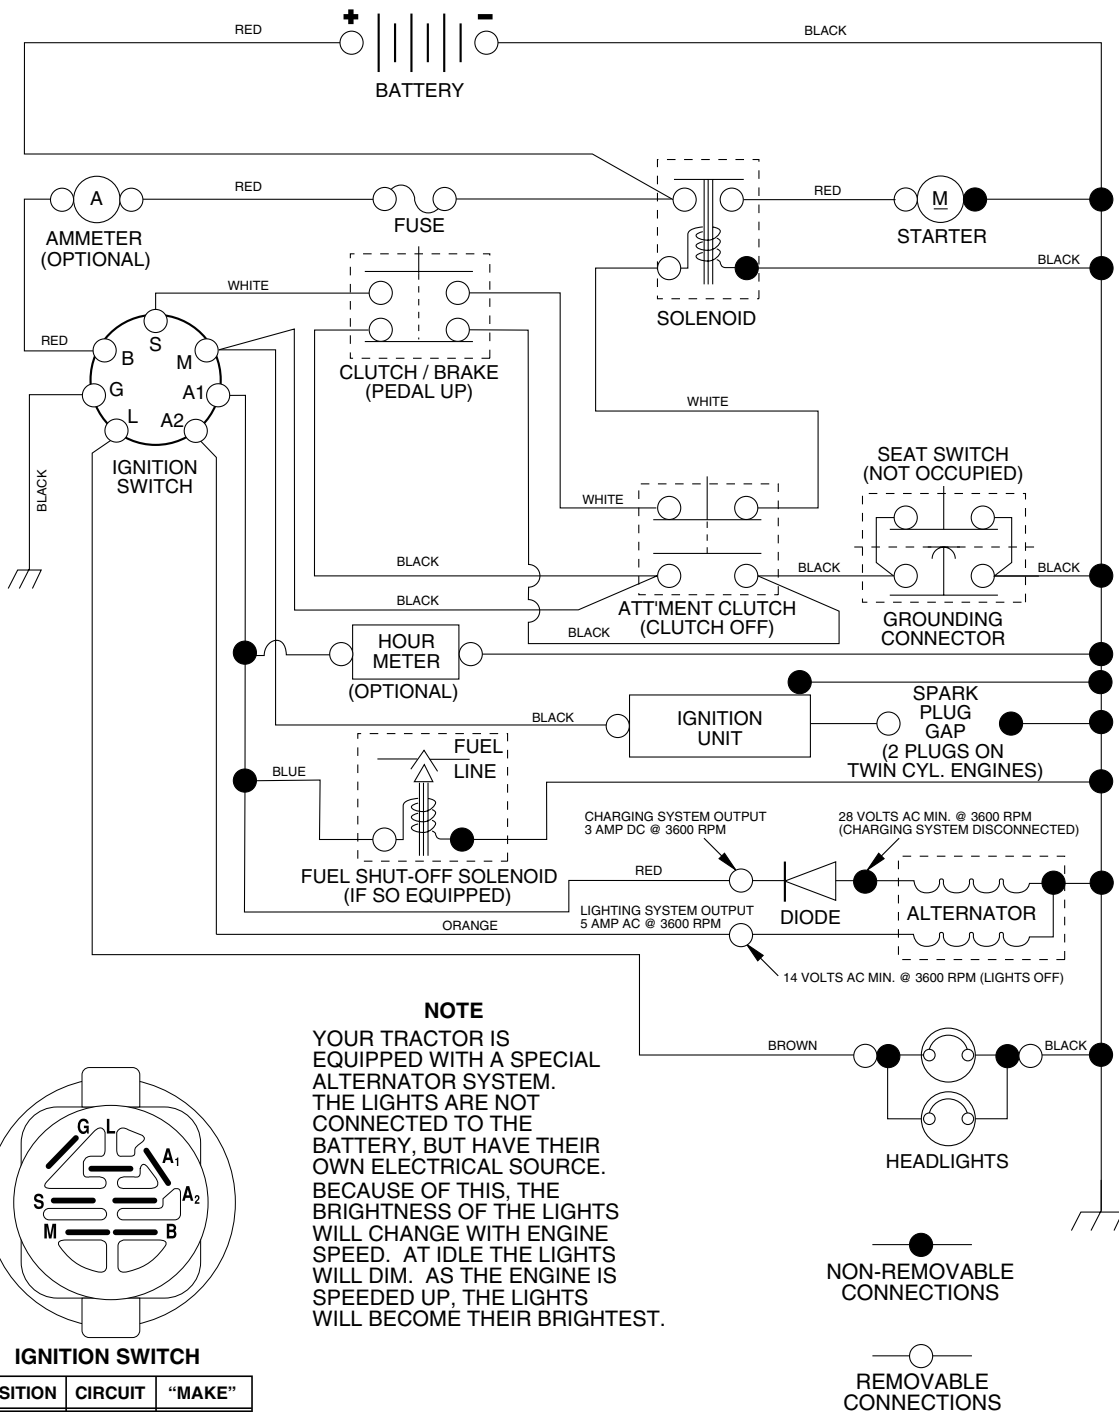 RED
+
-
BLACK
BATTERY
A
RED
AMMETER
(OPTIONAL)
FUSE
SOLENOID
RED
M
STARTER
BLACK
WHITE
CLUTCH / BRAKE
(PEDAL UP)
RED
S
B
M
G
A1
L
A2
IGNITION
SWITCH
BLACK
WHITE
SEAT SWITCH
(NOT OCCUPIED)
WHITE
BLACK
BLACK
BLACK
BLACK
ATT'MENT CLUTCH
(CLUTCH OFF)
BLACK
GROUNDING
CONNECTOR
HOUR
METER
(OPTIONAL)
BLACK
IGNITION
UNIT
SPARK
PLUG
GAP
(2 PLUGS ON
TWIN CYL. ENGINES)
FUEL
LINE
BLUE
FUEL SHUT-OFF SOLENOID
(IF SO EQUIPPED)
CHARGING SYSTEM OUTPUT
3 AMP DC @ 3600 RPM
28 VOLTS AC MIN. @ 3600 RPM
(CHARGING SYSTEM DISCONNECTED)
RED
DIODE
ALTERNATOR
LIGHTING SYSTEM OUTPUT
5 AMP AC @ 3600 RPM
ORANGE
14 VOLTS AC MIN. @ 3600 RPM (LIGHTS OFF)
NOTE
YOUR TRACTOR IS
EQUIPPED WITH A SPECIAL
ALTERNATOR SYSTEM.
THE LIGHTS ARE NOT
CONNECTED TO THE
BATTERY, BUT HAVE THEIR
OWN ELECTRICAL SOURCE.
BECAUSE OF THIS, THE
BRIGHTNESS OF THE LIGHTS
WILL CHANGE WITH ENGINE
SPEED. AT IDLE THE LIGHTS
WILL DIM. AS THE ENGINE IS
SPEEDED UP, THE LIGHTS
WILL BECOME THEIR BRIGHTEST.
BROWN
BLACK
HEADLIGHTS
G
L
A1
A2
S
M
B
IGNITION SWITCH
SITION CIRCUIT “MAKE”
NON-REMOVABLE
CONNECTIONS
REMOVABLE
CONNECTIONS